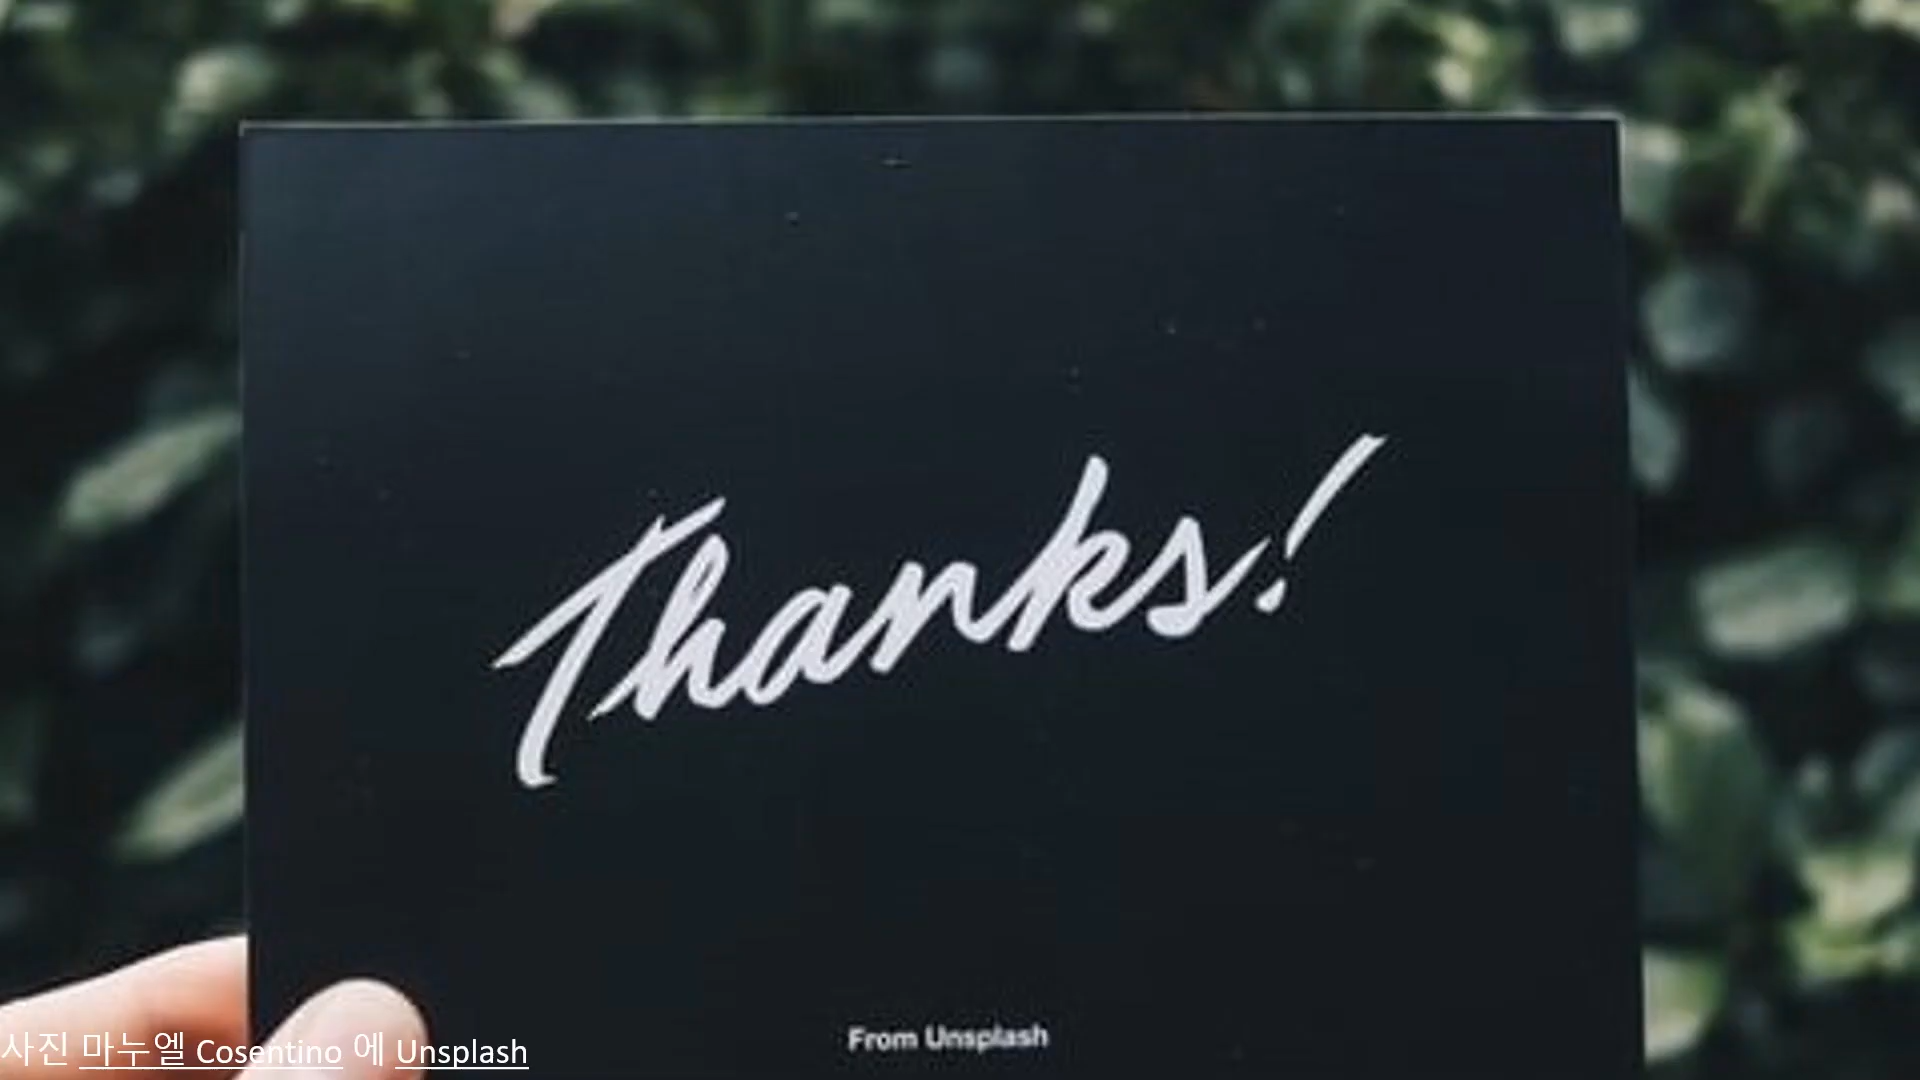 Thanks!
From Unsplash
사진 마누엘 Cosentino 에 Unsplash